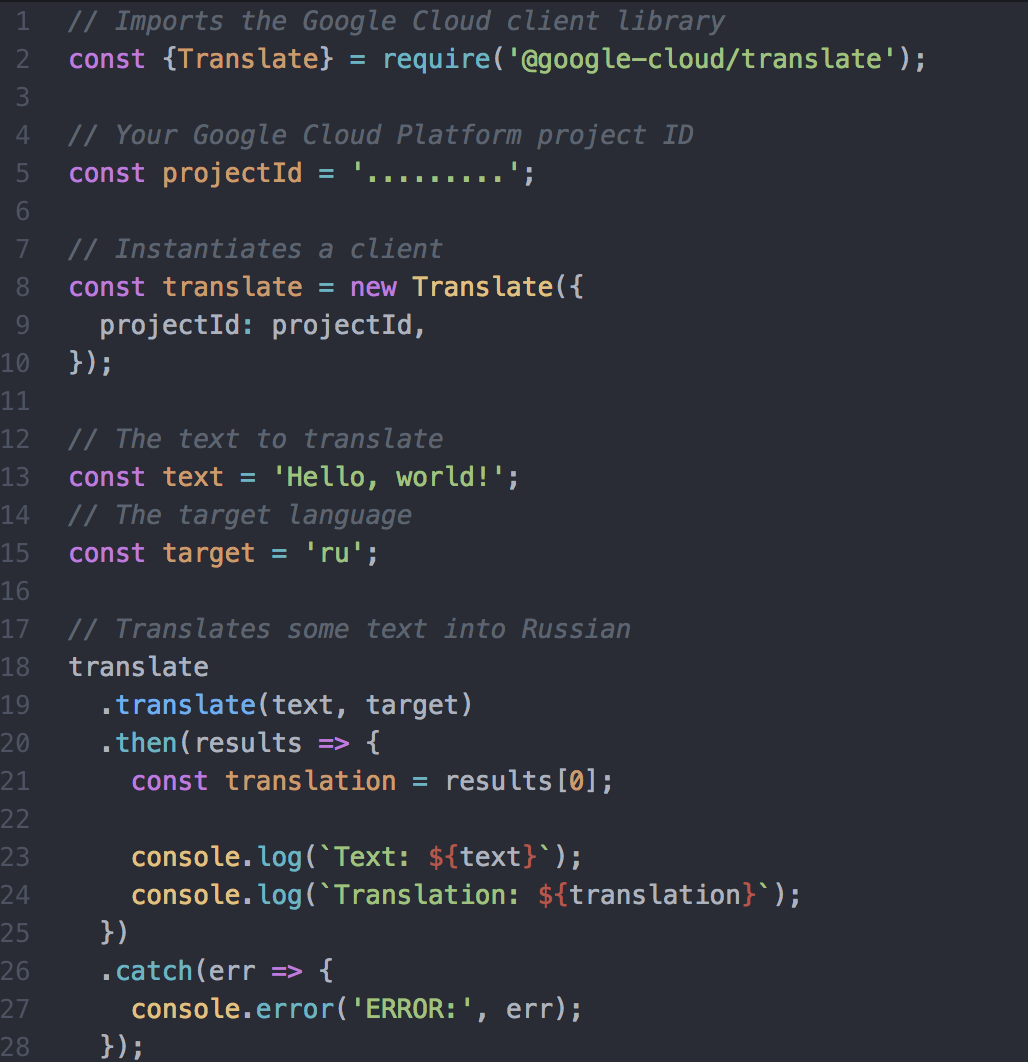 1 // Imports the Google Cloud client library
2 const {Translate} = require('@google-cloud/translate');
3
4 // Your Google Cloud Platform project ID
5 const projectId = '.........';
6
7 // Instantiates a client
8 const translate = new Translate({
9   projectId: projectId,
10 });
11
12 // The text to translate
13 const text = 'Hello, world!';
14 // The target language
15 const target = 'ru';
16
17 // Translates some text into Russian
18 translate
19   .translate(text, target)
20   .then(results => {
21     const translation = results[0];
22
23     console.log(`Text: ${text}`);
24     console.log(`Translation: ${translation}`);
25   })
26   .catch(err => {
27     console.error('ERROR:', err);
28   });